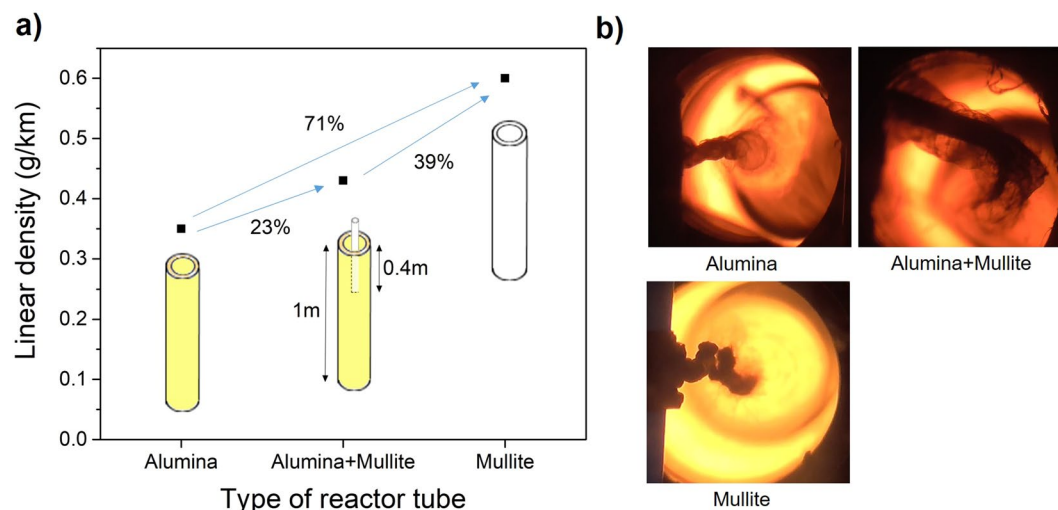 a)
Linear density (g/km)
0.6
0.5
0.4
0.3
0.2
0.1
0.0
71%
39%
23%
0.4m
1m
Alumina
Alumina+Mullite
Mullite
Type of reactor tube
b)
Alumina
Alumina+Mullite
Mullite